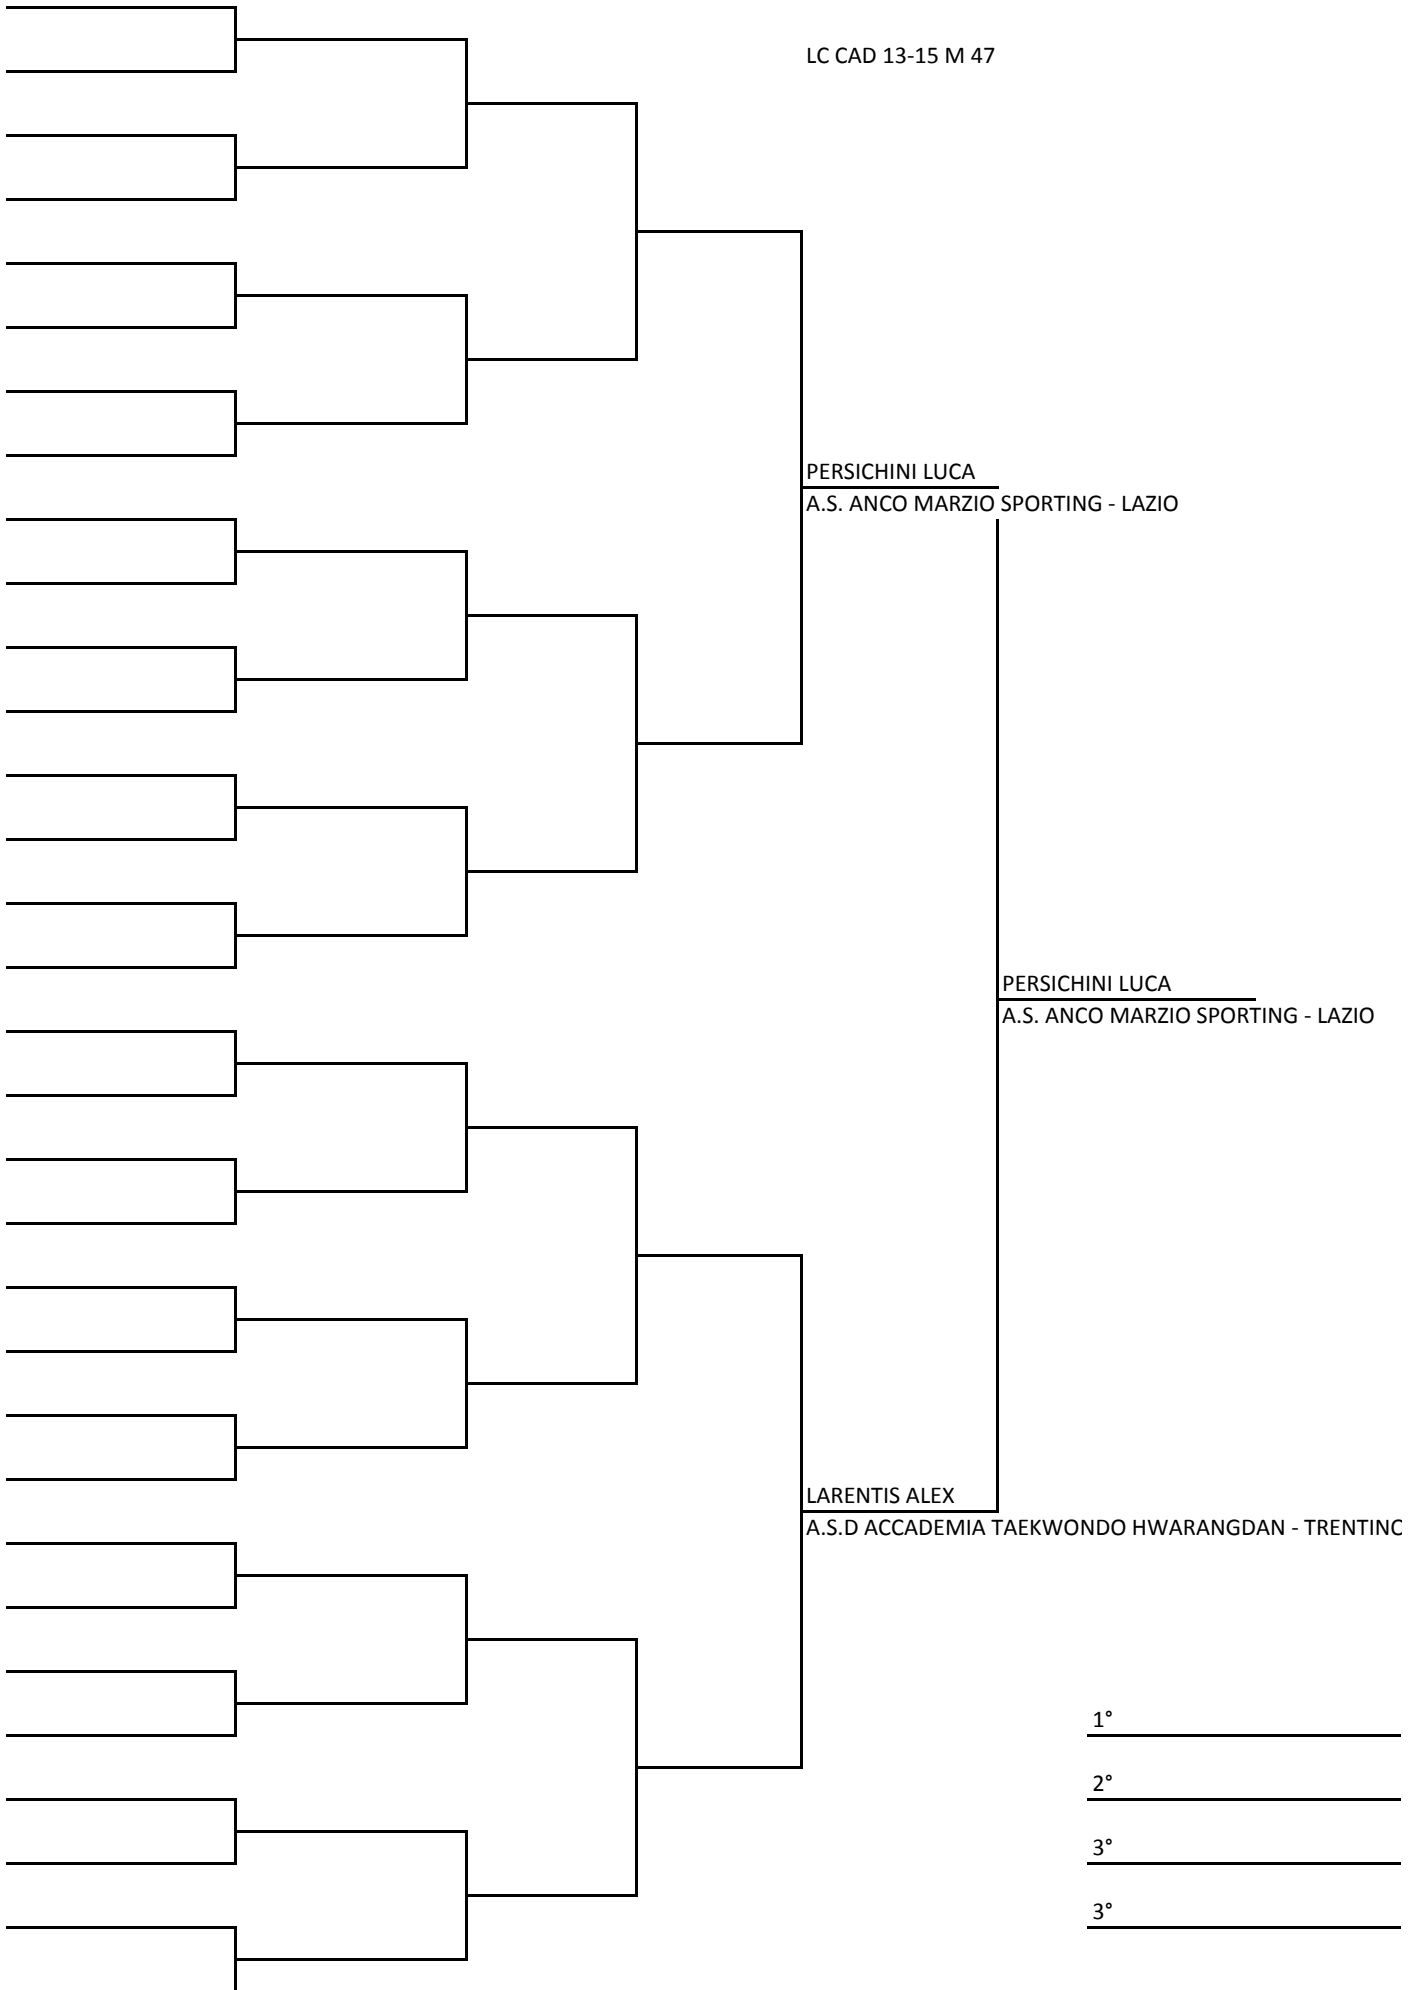 LC CAD 13-15 M 47
PERSICHINI LUCA
A.S. ANCO MARZIO SPORTING - LAZIO
PERSICHINI LUCA
A.S. ANCO MARZIO SPORTING - LAZIO
LARENTIS ALEX
A.S.D ACCADEMIA TAEKWONDO HWARANGDAN - TRENTINO
1°
2°
3°
3°